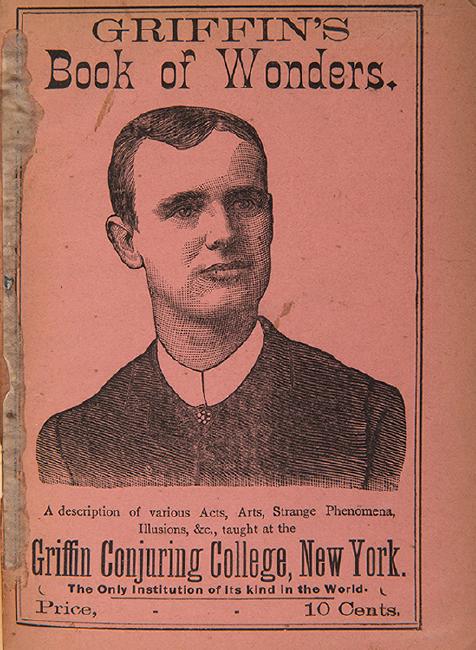 GRIFFIN'S
Book of Wonders.
A description of various Acts, Arts, Strange Phenomena,
Illusions, &c., taught at the
Griffin Conjuring College, New York.
The Only Institution of Its kind in the World.
Price, - - 10 Cents.